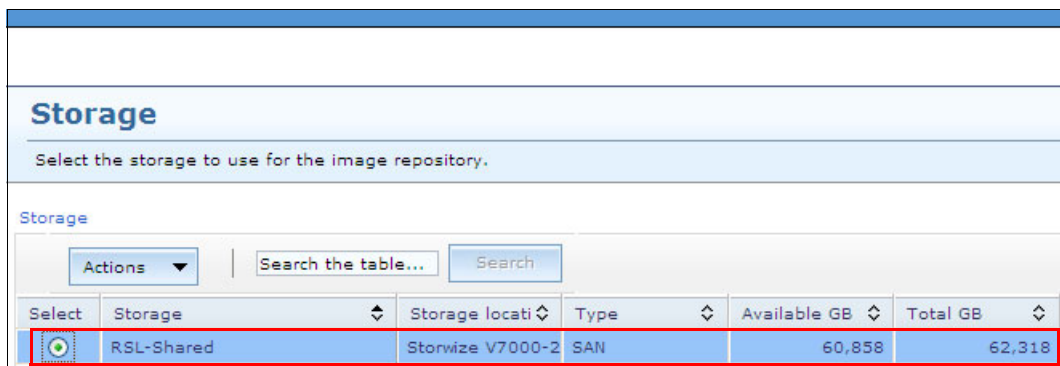 Storage
Select the storage to use for the image repository.
Storage
Actions Search the table... Search
Select Storage Storage locati Type Available GB Total GB
RSL-Shared Storwize V7000-2 SAN 60,858 62,318